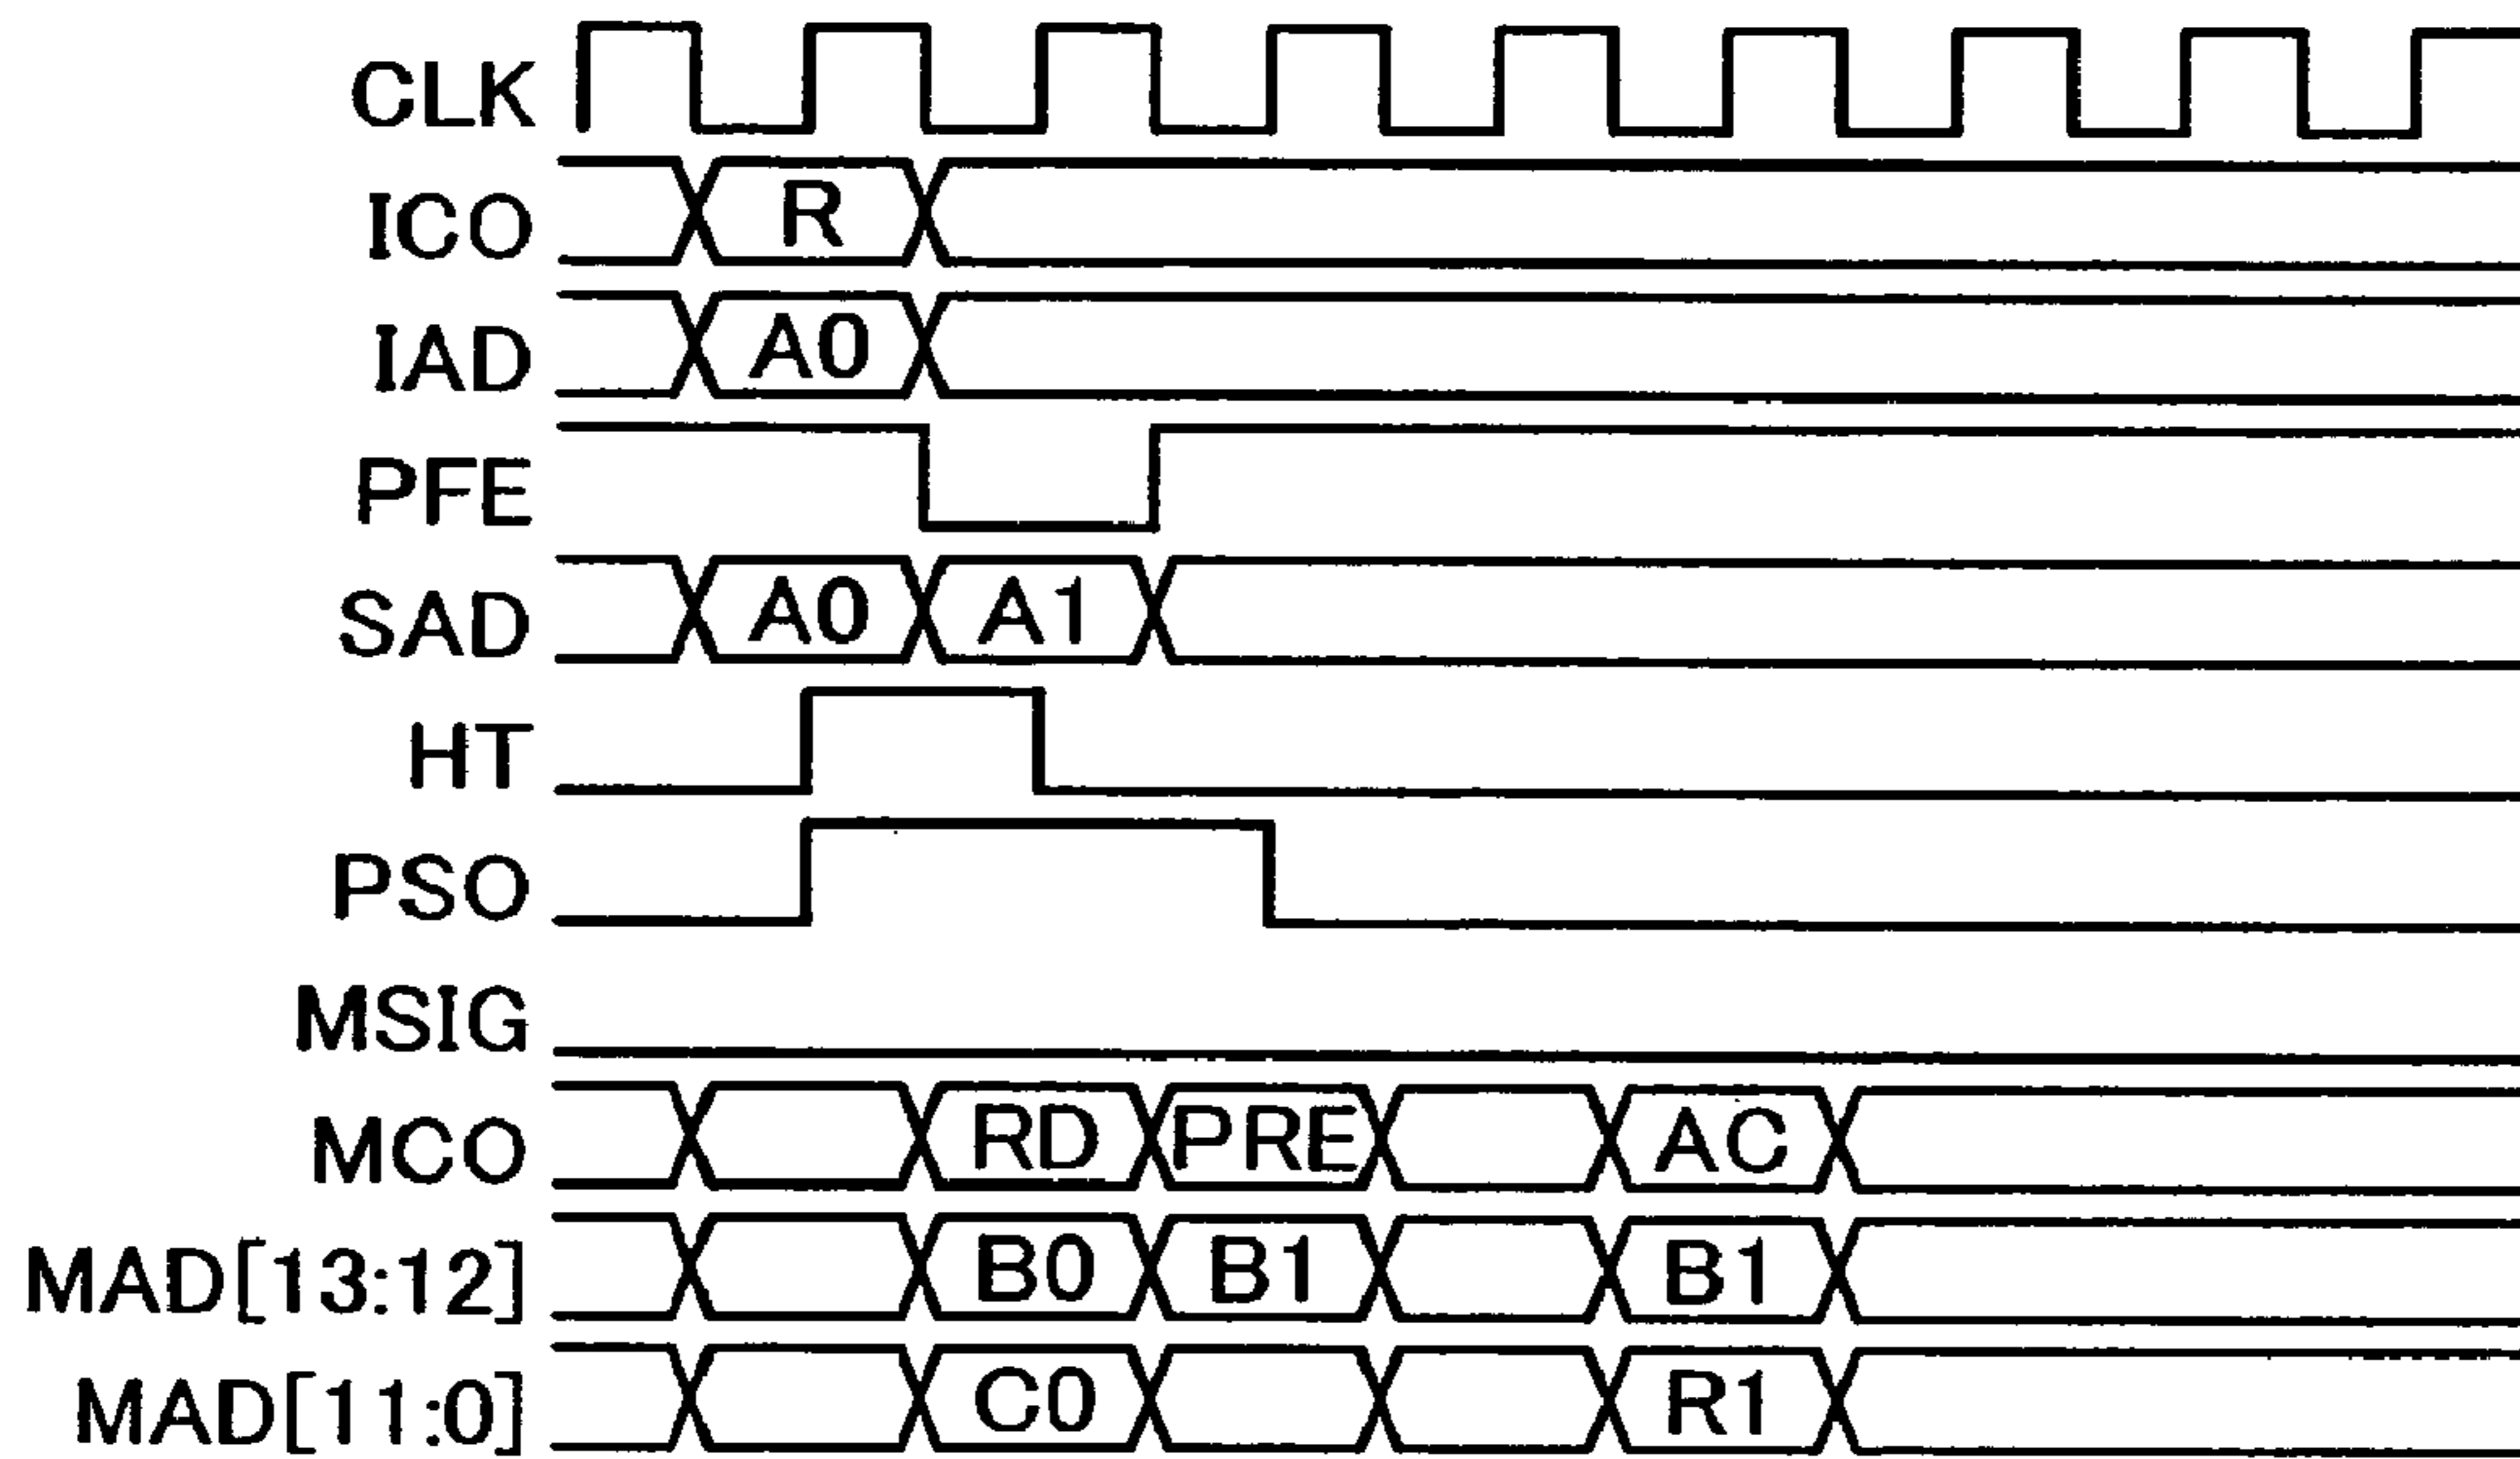 CLK
ICO R
IAD A0
PFE
SAD A0 A1
HT
PSO
MSIG
MCO RD PRE AC
MAD[13:12] B0 B1 B1
MAD[11:0] C0 R1